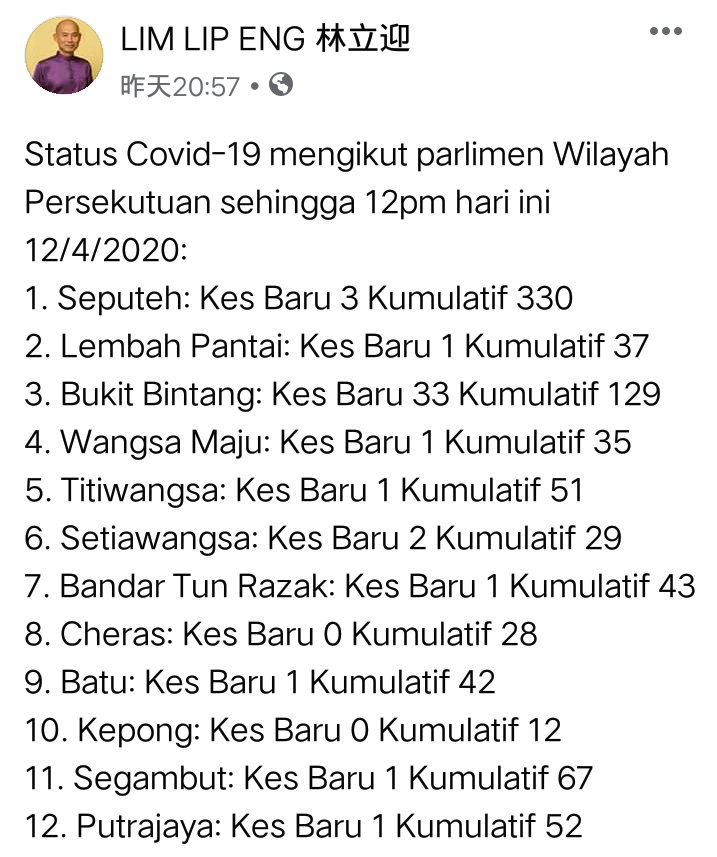 LIM LIP ENG 林立迎
昨天20:57
Status Covid-19 mengikut parlimen Wilayah
Persekutuan sehingga 12pm hari ini
12/4/2020:
1. Seputeh: Kes Baru 3 Kumulatif 330
2. Lembah Pantai: Kes Baru 1 Kumulatif 37
3. Bukit Bintang: Kes Baru 33 Kumulatif 129
4. Wangsa Maju: Kes Baru 1 Kumulatif 35
5. Titiwangsa: Kes Baru 1 Kumulatif 51
6. Setiawangsa: Kes Baru 2 Kumulatif 29
7. Bandar Tun Razak: Kes Baru 1 Kumulatif 43
8. Cheras: Kes Baru 0 Kumulatif 28
9. Batu: Kes Baru 1 Kumulatif 42
10. Kepong: Kes Baru 0 Kumulatif 12
11. Segambut: Kes Baru 1 Kumulatif 67
12. Putrajaya: Kes Baru 1 Kumulatif 52